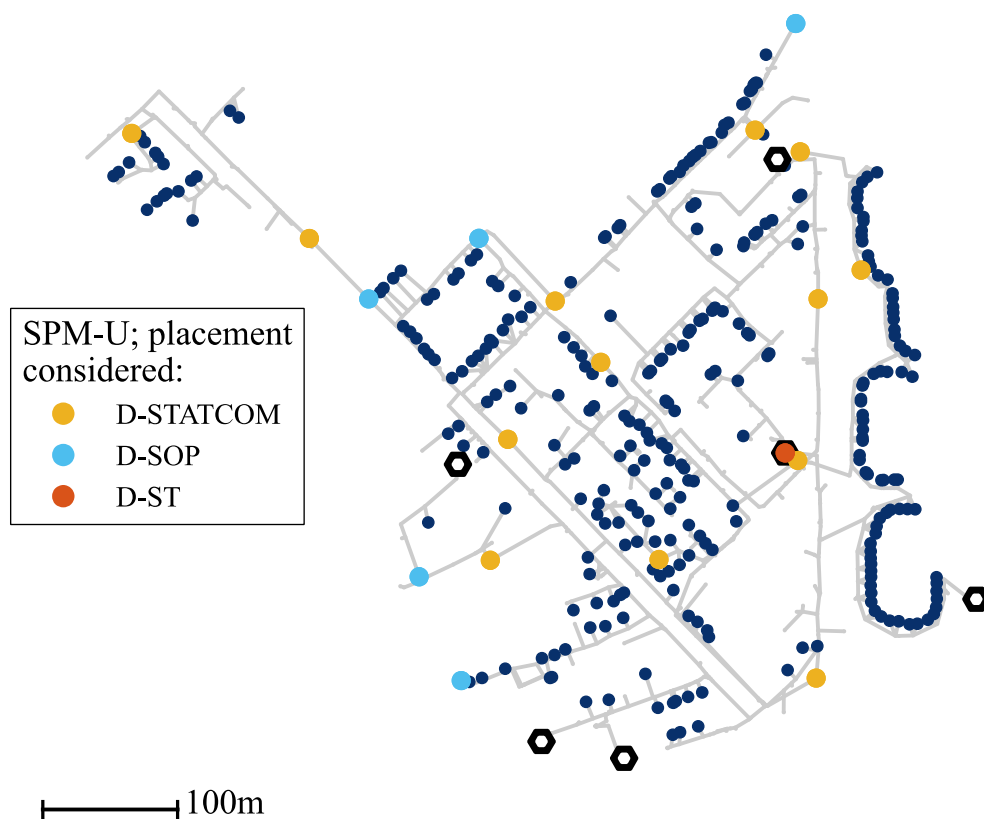 SPM-U; placement
considered:
D-STATCOM
D-SOP
D-ST
100m